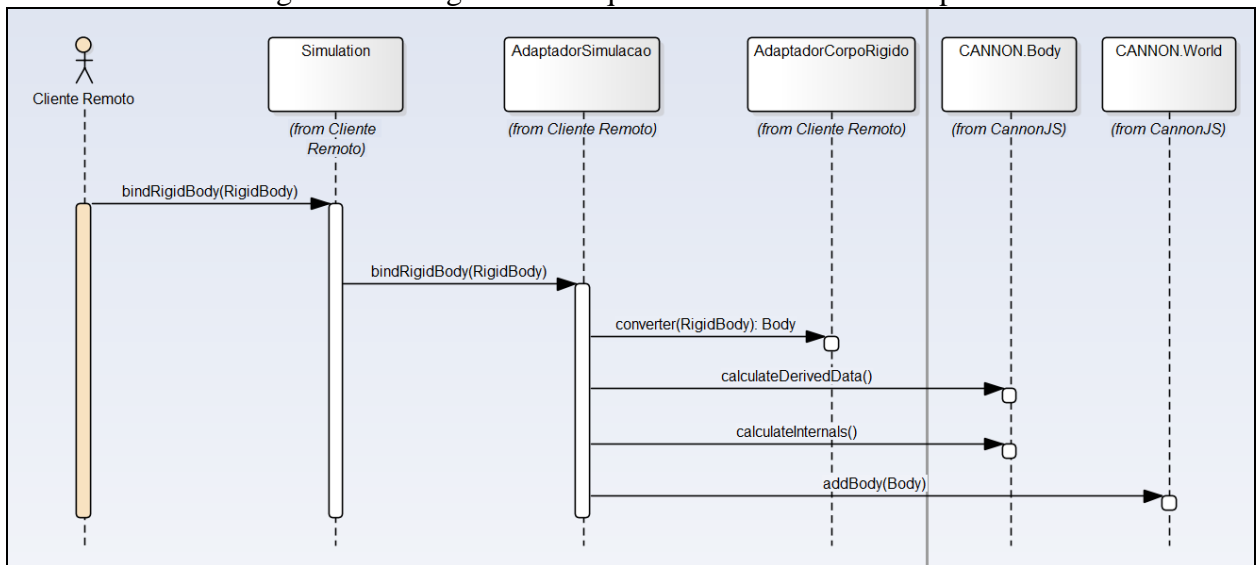 Simulation
AdaptadorSimulacao
AdaptadorCorpoRigido
CANNON.Body
CANNON.World
Cliente Remoto
(from Cliente
Remoto)
(from Cliente Remoto)
(from Cliente Remoto)
(from CannonJS)
(from CannonJS)
bindRigidBody(RigidBody)
bindRigidBody(RigidBody)
converter(RigidBody): Body
calculateDerivedData()
calculateInternals()
addBody(Body)